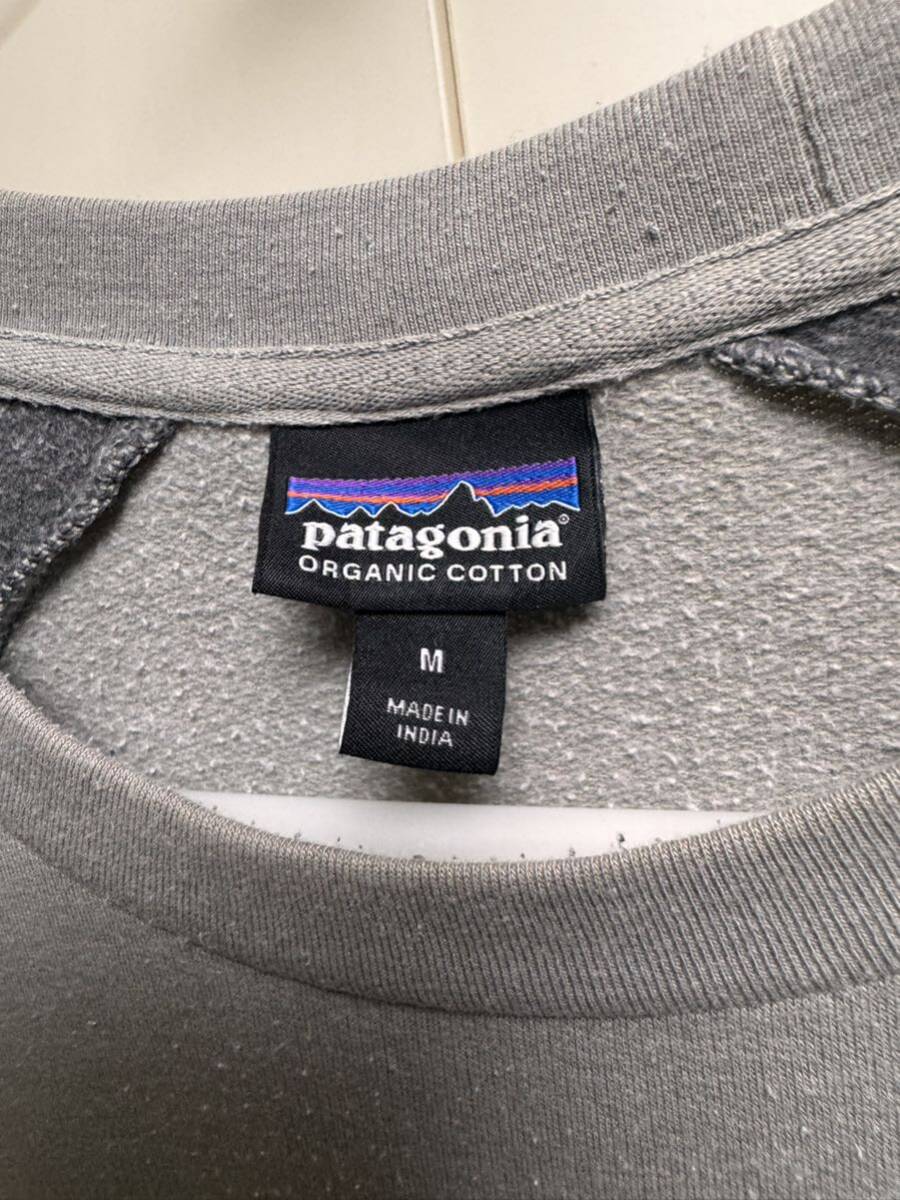 patagonia®
ORGANIC COTTON
M
MADE IN
INDIA